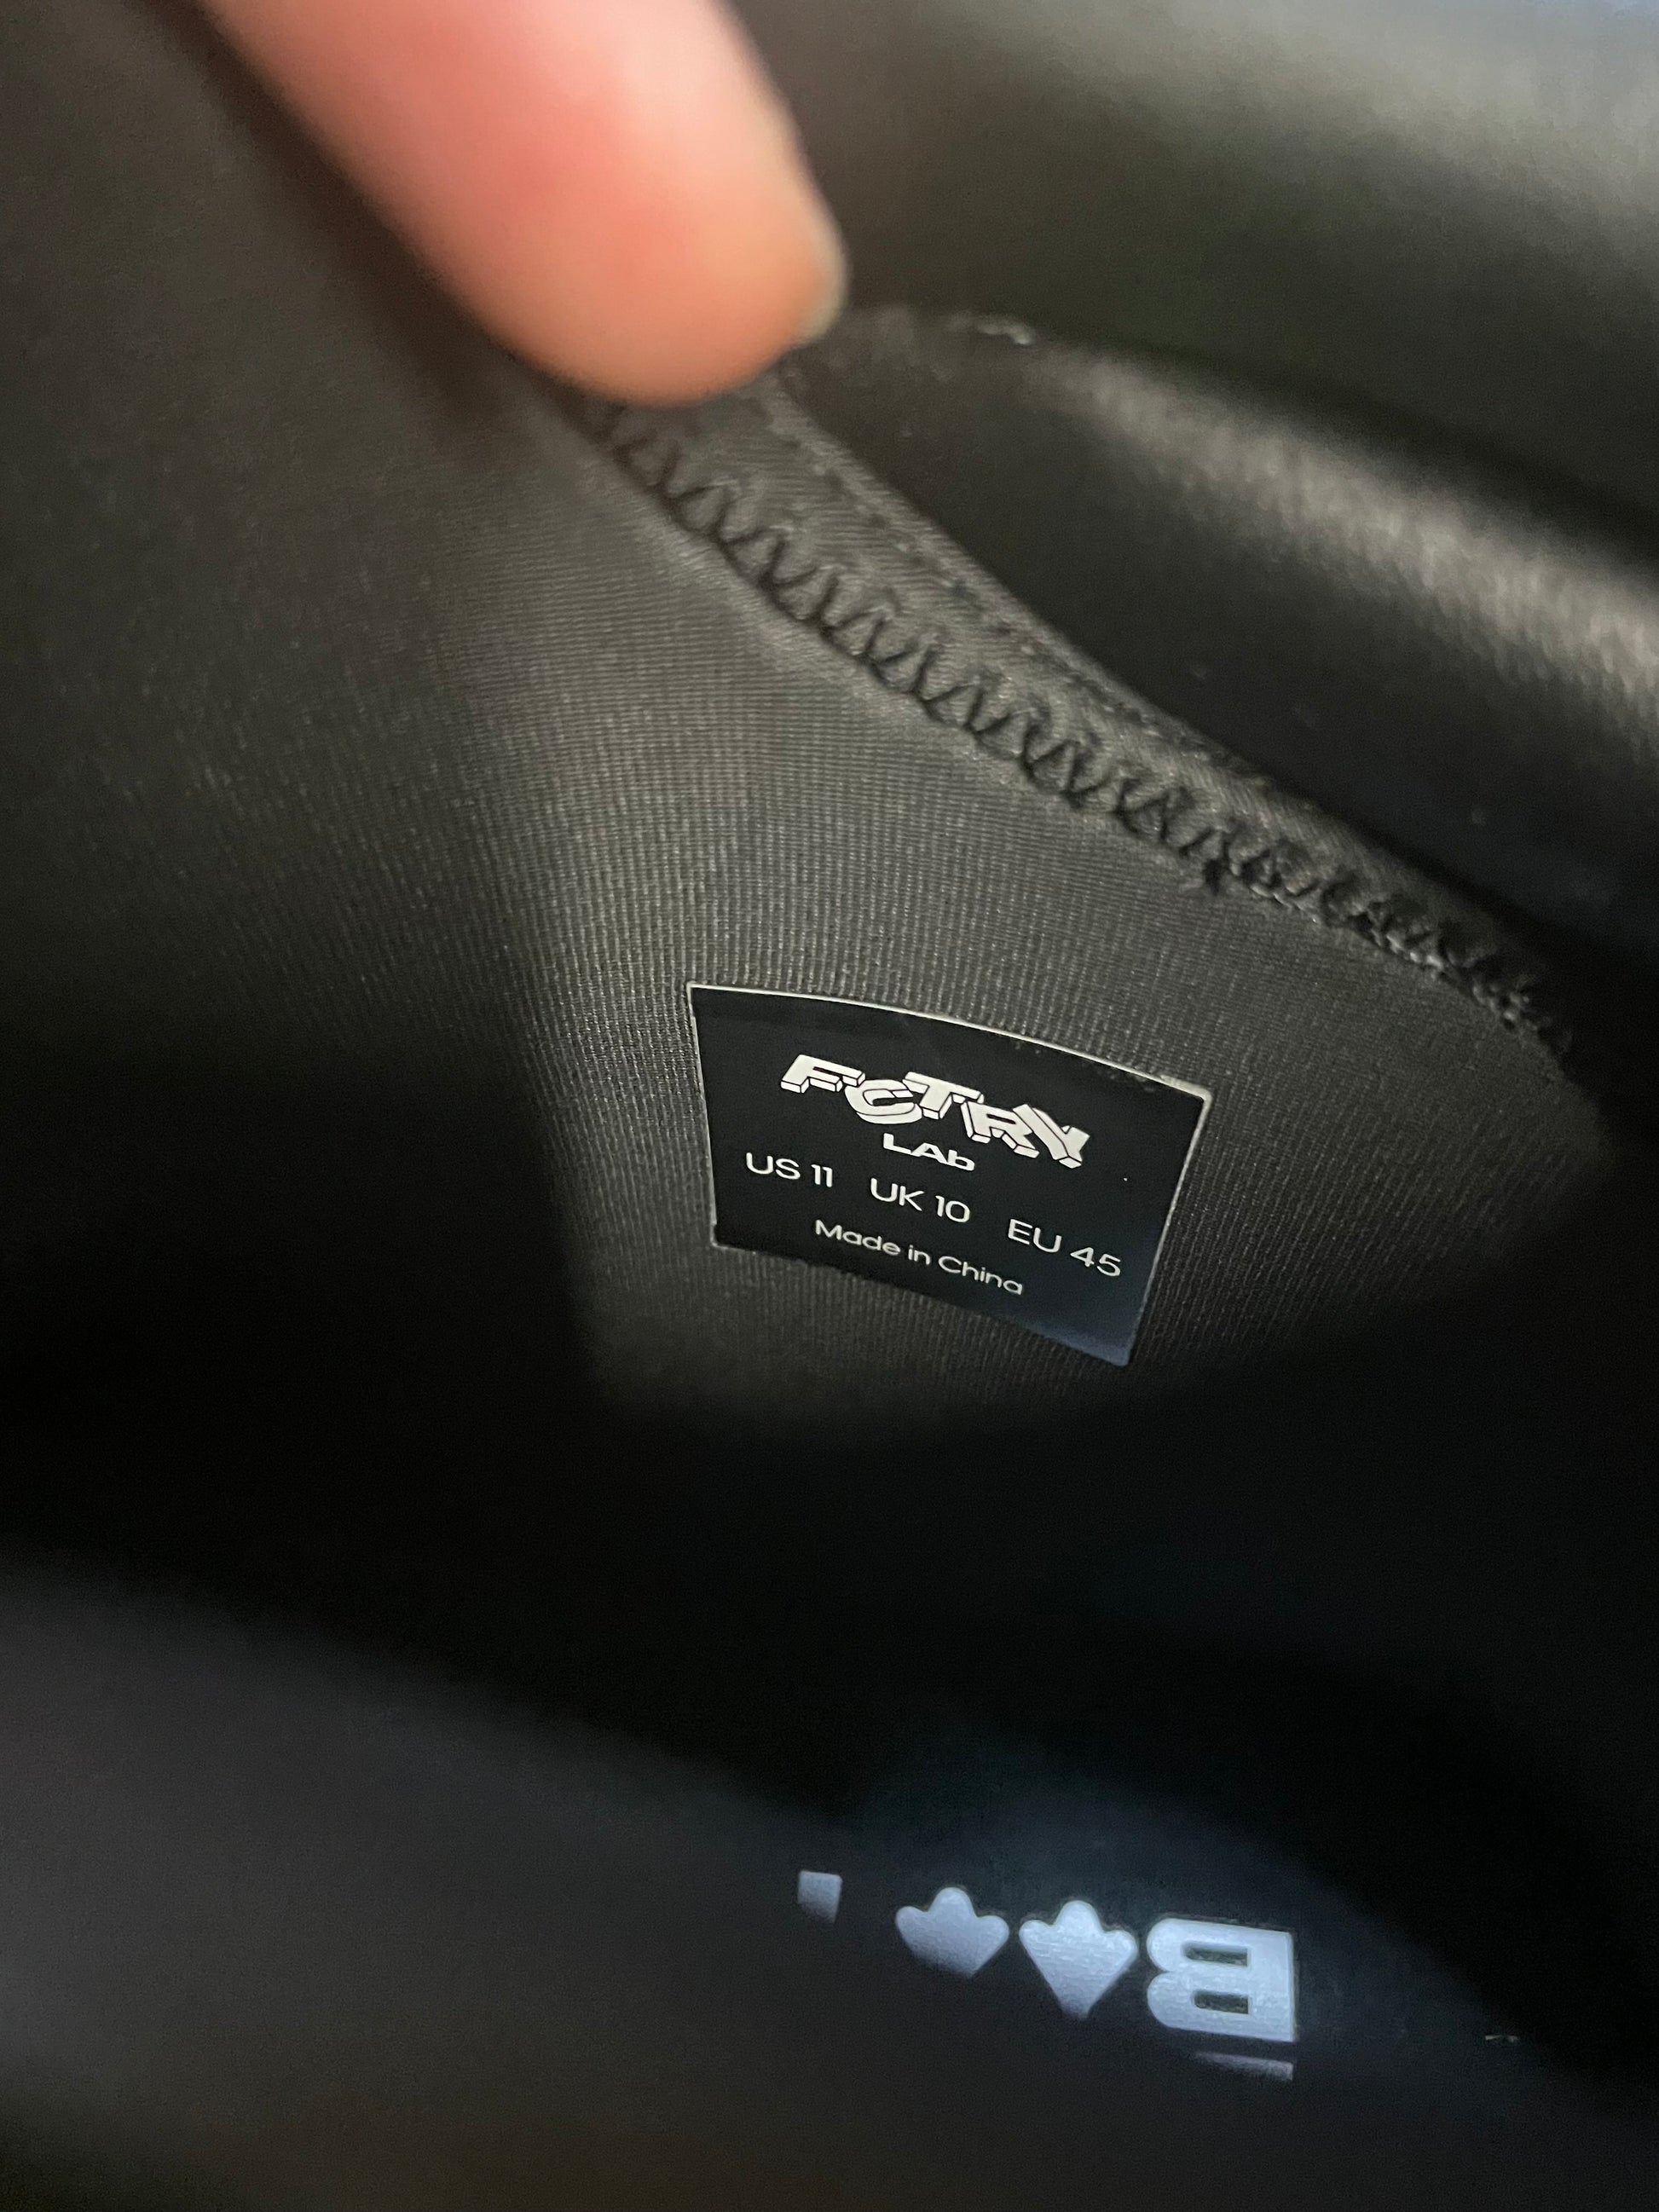 FCTRY
LAb
US 11 UK 10 EU 45
Made in China
B